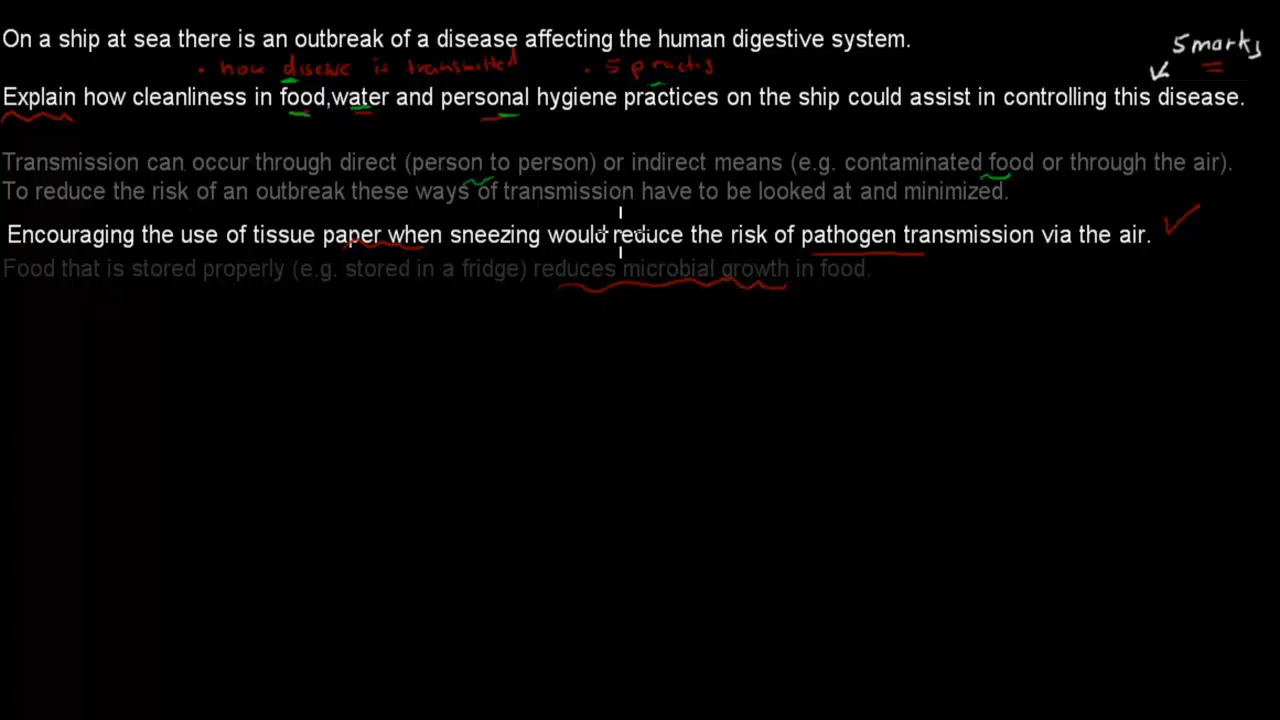 On a ship at sea there is an outbreak of a disease affecting the human digestive system.
5 marks
• how disease is transmitted • 5 practis
Explain how cleanliness in food,water and personal hygiene practices on the ship could assist in controlling this disease.
Transmission can occur through direct (person to person) or indirect means (e.g. contaminated food or through the air).
To reduce the risk of an outbreak these ways of transmission have to be looked at and minimized.
Encouraging the use of tissue paper when sneezing would reduce the risk of pathogen transmission via the air.
Food that is stored properly (e.g. stored in a fridge) reduces microbial growth in food.